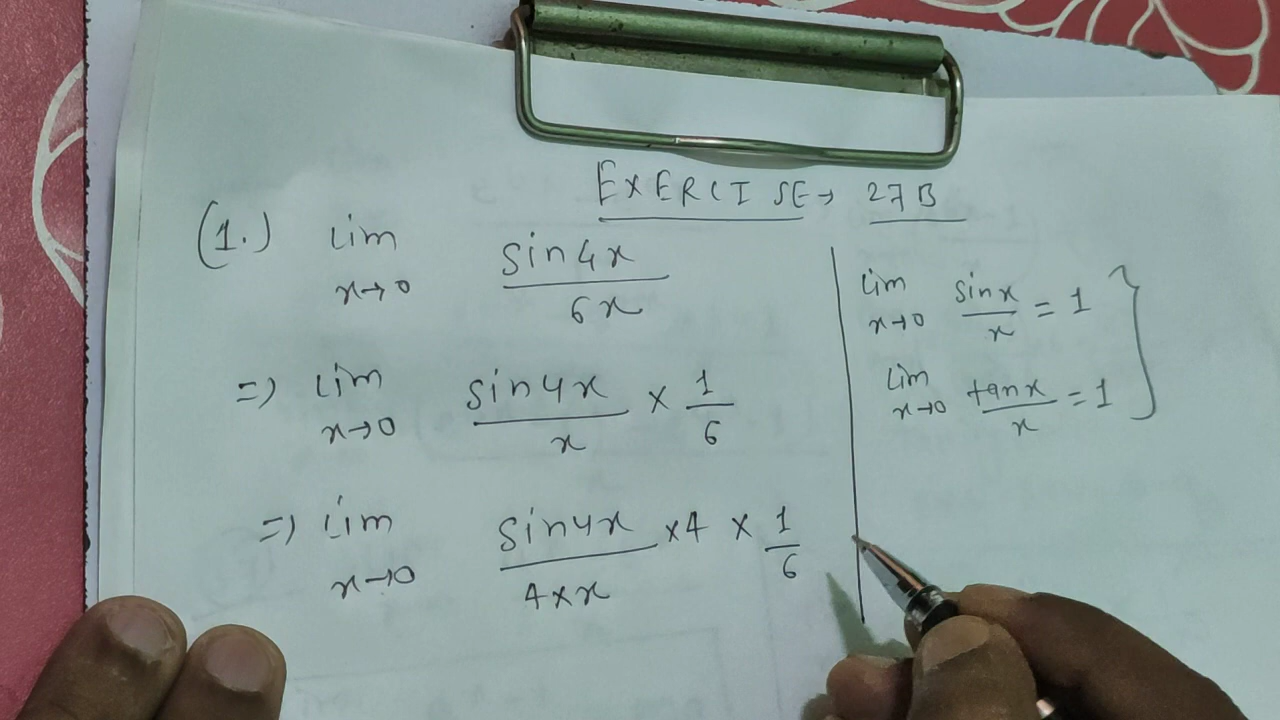 EXERCISE → 27B
(1.) lim x→0 sin4x / 6x
=) lim x→0 sin4x / x × 1/6
=) lim x→0 sin4x / 4×x ×4 × 1/6
lim x→0 sinx / x = 1
lim x→0 tanx / x = 1 }